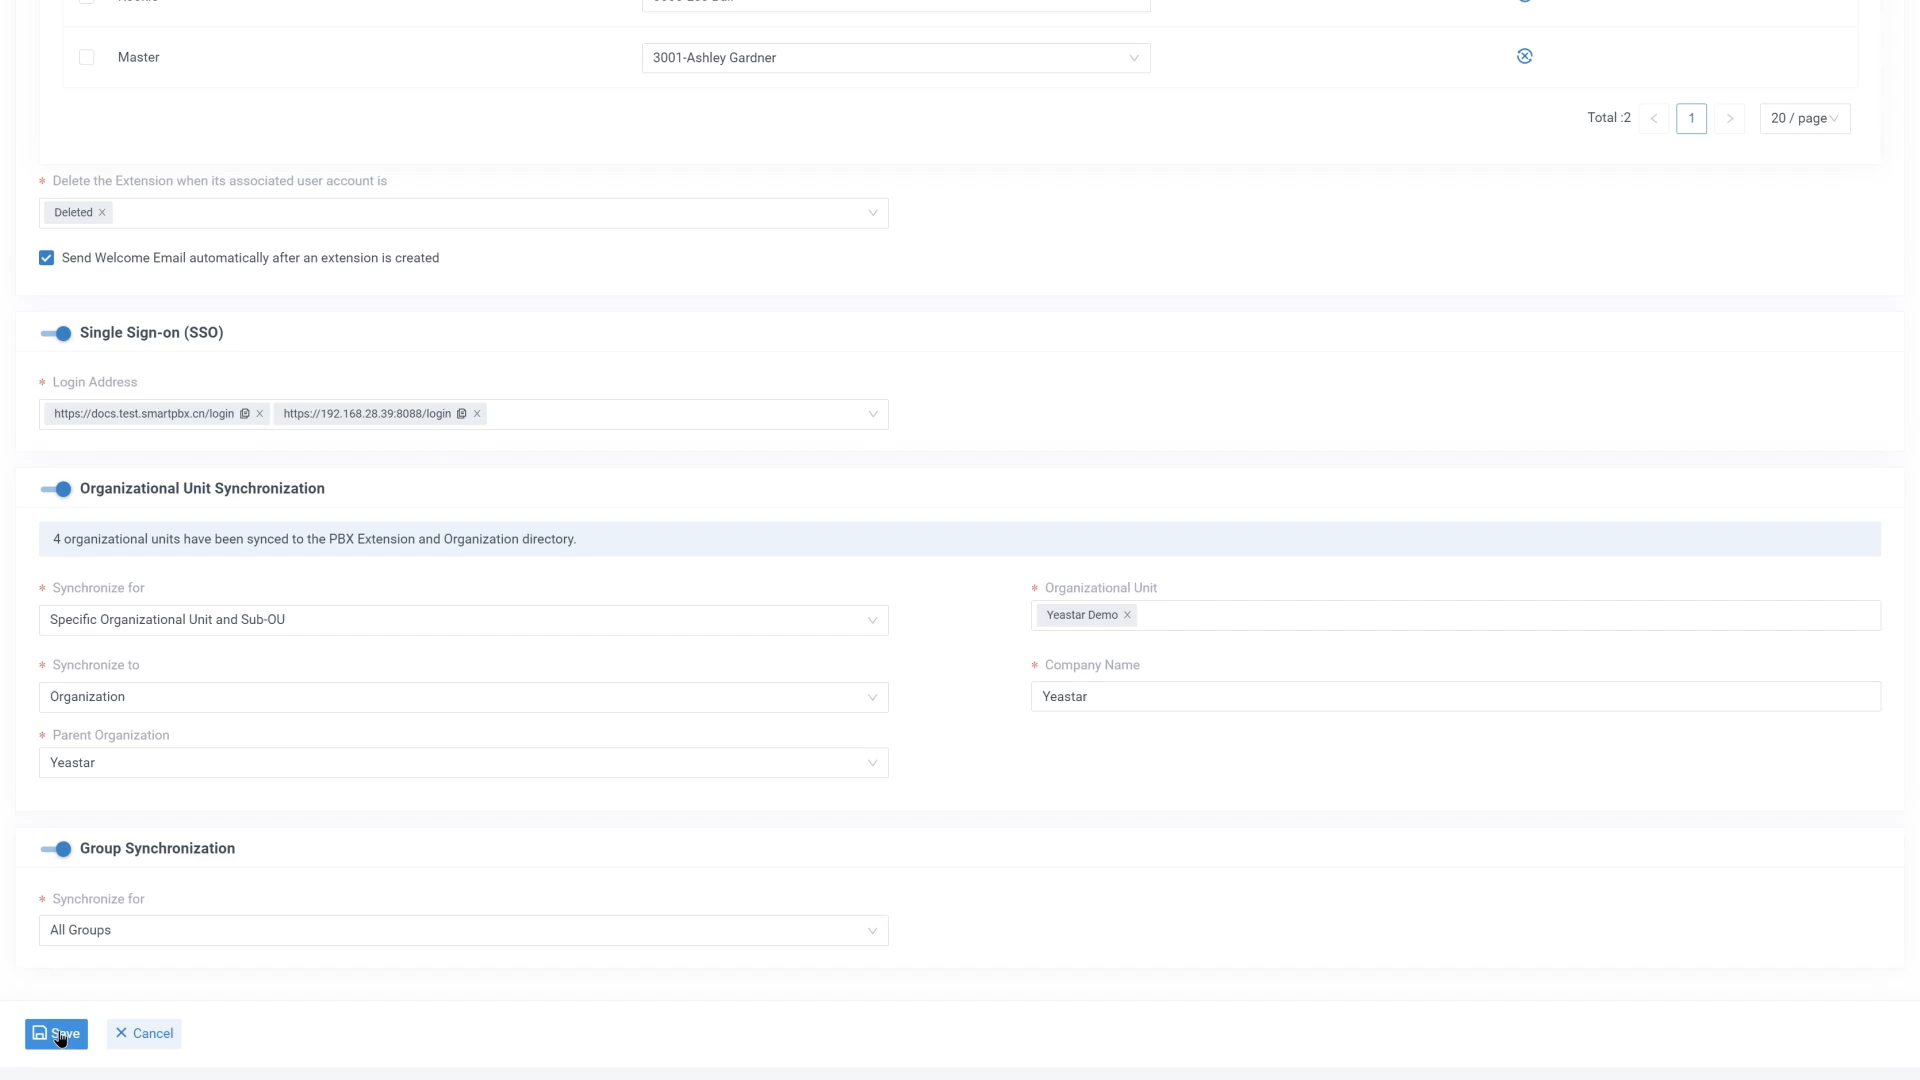 Master
3001-Ashley Gardner
Total :2
1
20 / page
* Delete the Extension when its associated user account is
Deleted
Send Welcome Email automatically after an extension is created
Single Sign-on (SSO)
* Login Address
https://docs.test.smartpbx.cn/login
https://192.168.28.39:8088/login
Organizational Unit Synchronization
4 organizational units have been synced to the PBX Extension and Organization directory.
* Synchronize for
* Organizational Unit
Specific Organizational Unit and Sub-OU
Yeastar Demo
* Synchronize to
* Company Name
Organization
Yeastar
* Parent Organization
Yeastar
Group Synchronization
* Synchronize for
All Groups
Save
Cancel